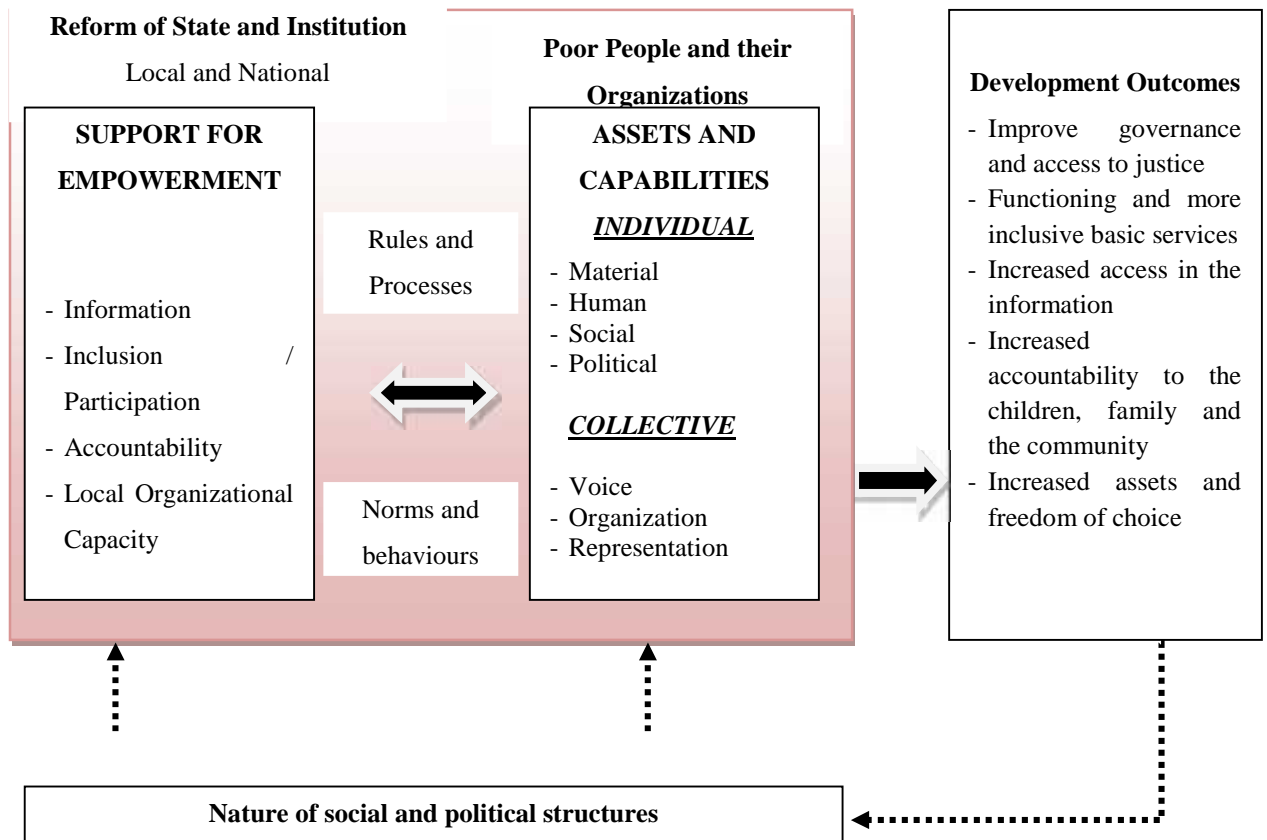 Reform of State and Institution
Local and National
SUPPORT FOR
EMPOWERMENT
- Information
- Inclusion /
Participation
- Accountability
- Local Organizational
Capacity
Rules and
Processes
Norms and
behaviours
Poor People and their
Organizations
ASSETS AND
CAPABILITIES
INDIVIDUAL
- Material
- Human
- Social
- Political
COLLECTIVE
- Voice
- Organization
- Representation
Development Outcomes
- Improve governance
and access to justice
- Functioning and more
inclusive basic services
- Increased access in the
information
- Increased
accountability to the
children, family and
the community
- Increased assets and
freedom of choice
Nature of social and political structures